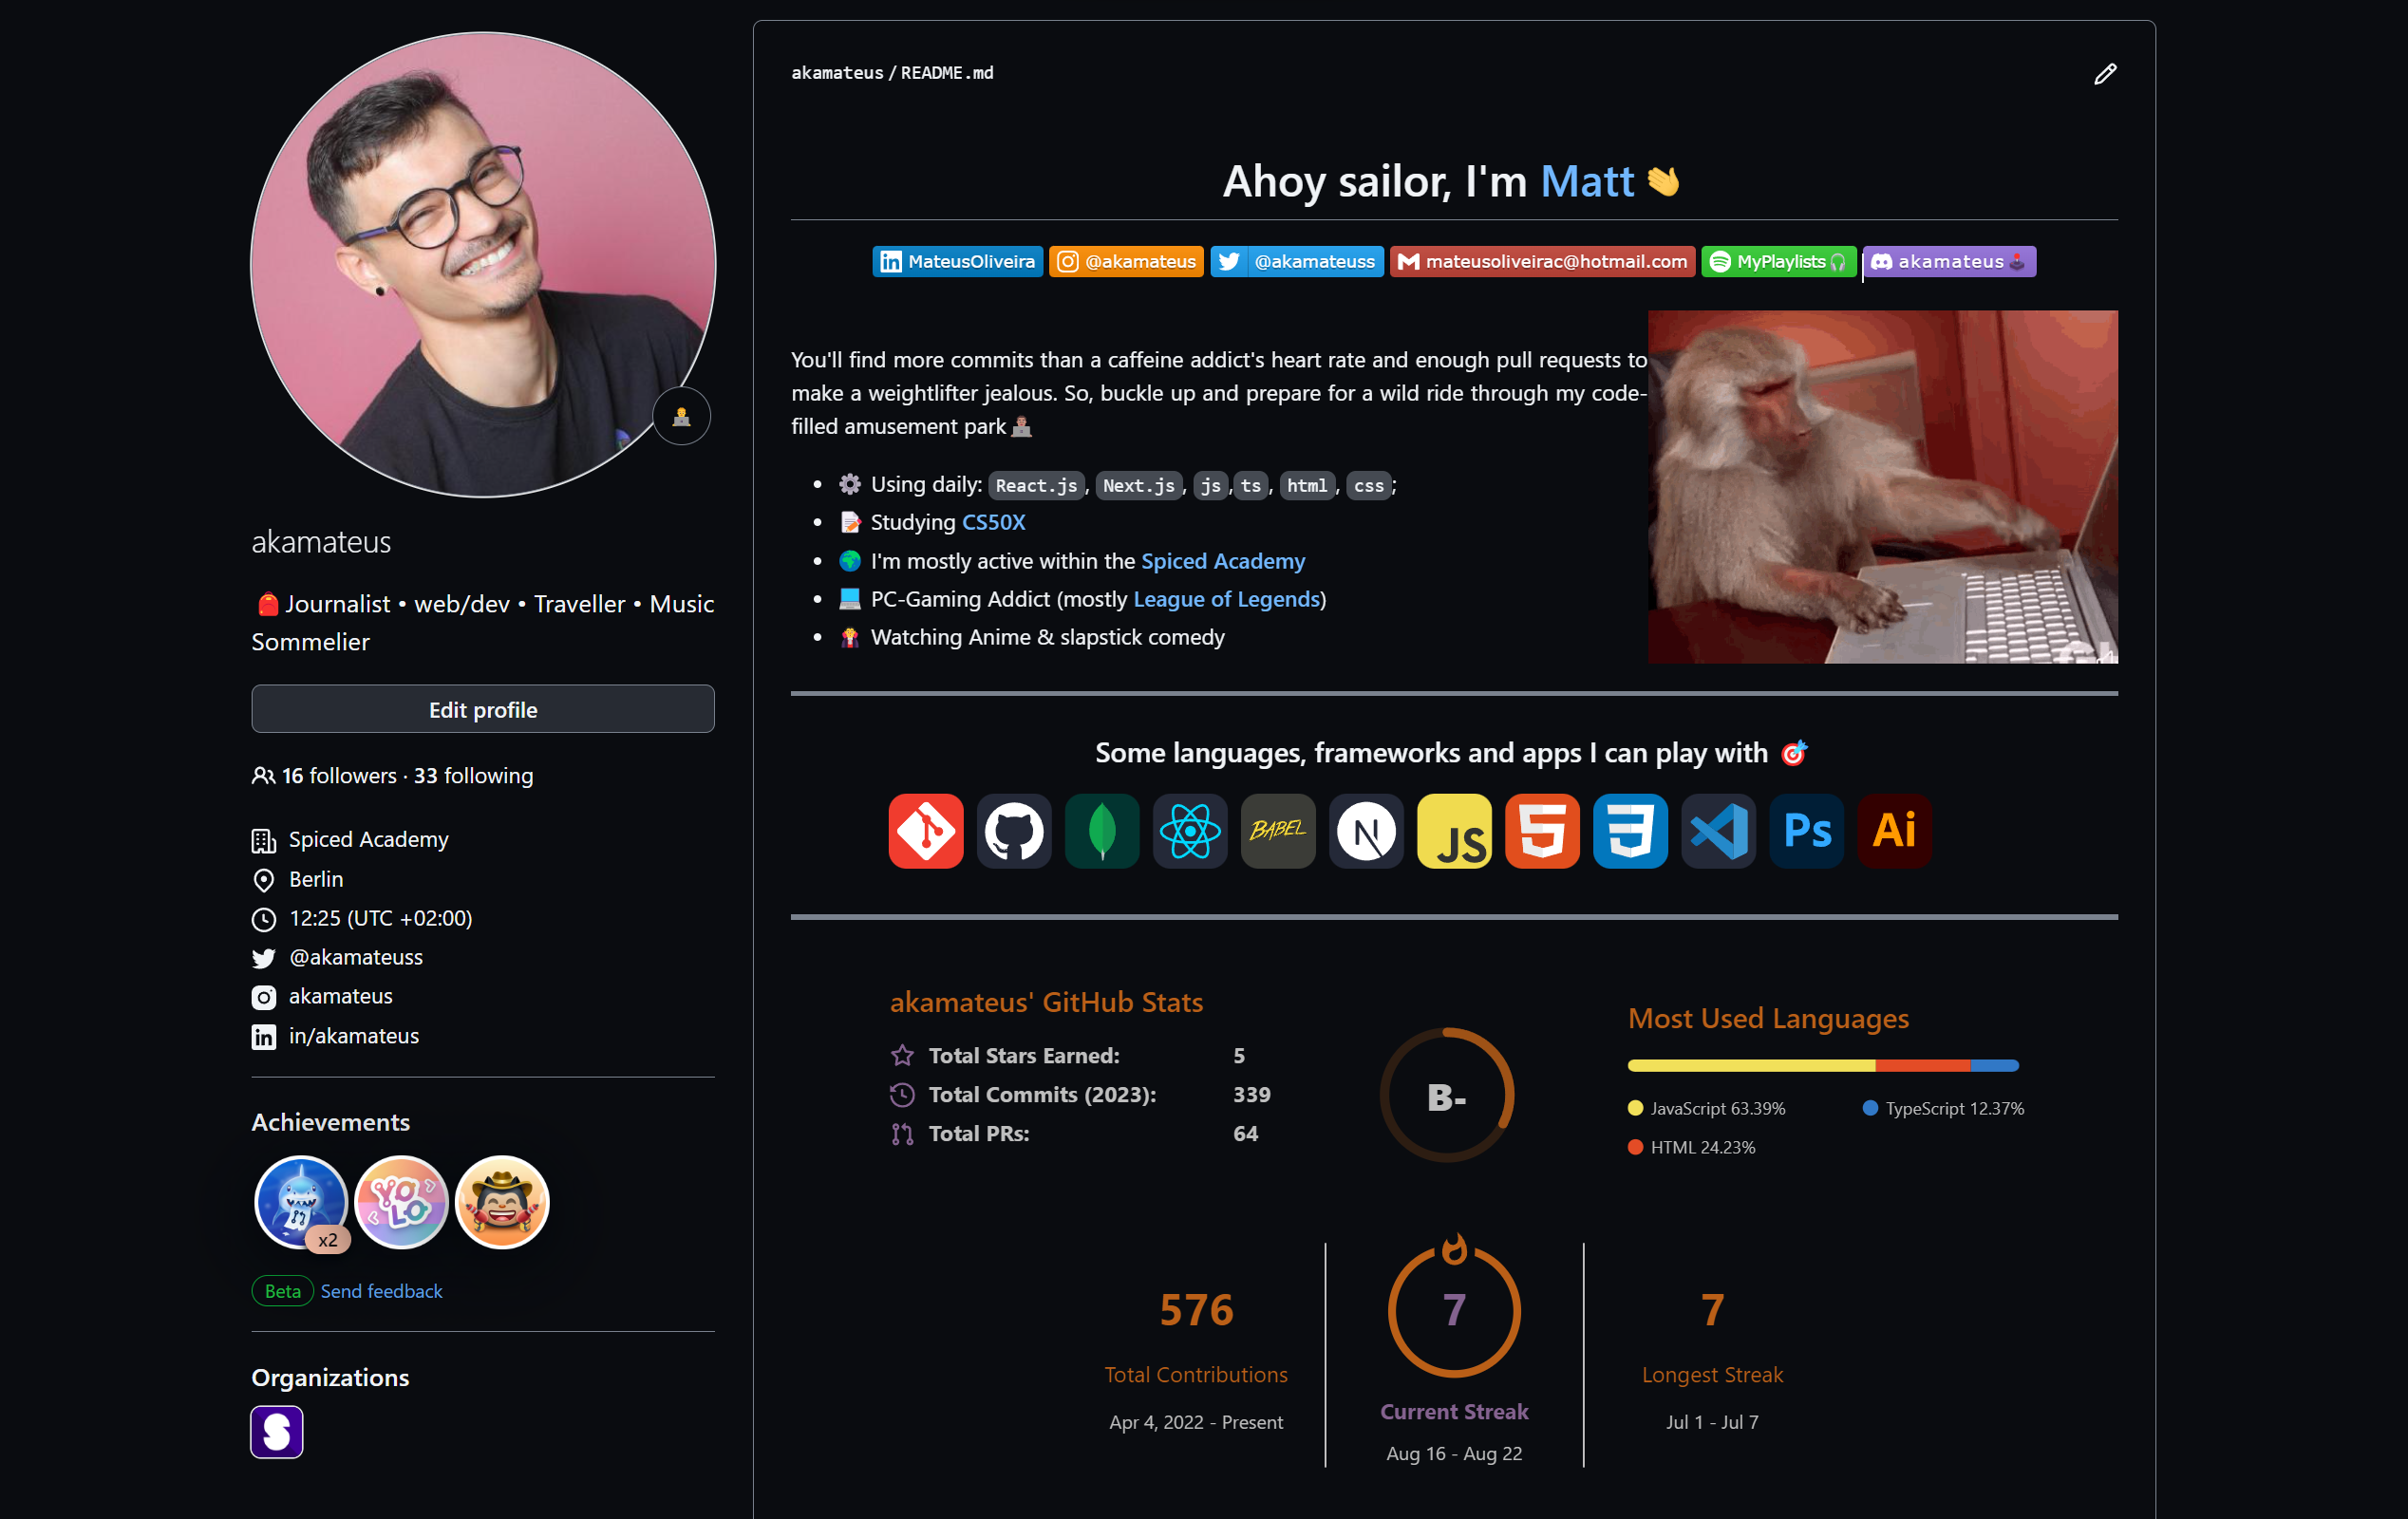 akamateus
🎒Journalist • web/dev • Traveller • Music
Sommelier
Edit profile
16 followers · 33 following
Spiced Academy
Berlin
12:25 (UTC +02:00)
@akamateuss
akamateus
in/akamateus
Achievements
x2
YOLO
Beta Send feedback
Organizations
S
akamateus / README.md
Ahoy sailor, I'm Matt 👋
in MateusOliveira @akamateus @akamateuss mateusoliveirac@hotmail.com MyPlaylists🎧 akamateus🕹️
You'll find more commits than a caffeine addict's heart rate and enough pull requests to
make a weightlifter jealous. So, buckle up and prepare for a wild ride through my code-
filled amusement park👨🏽‍💻
• ⚙️ Using daily: React.js, Next.js, js,ts, html, css;
• 📝 Studying CS50X
• 🌍 I'm mostly active within the Spiced Academy
• 💻 PC-Gaming Addict (mostly League of Legends)
• 👘 Watching Anime & slapstick comedy
Some languages, frameworks and apps I can play with 🎯
BABEL N JS 5 3 Ps Ai
akamateus' GitHub Stats
Total Stars Earned: 5
Total Commits (2023): 339
Total PRs: 64
B-
Most Used Languages
JavaScript 63.39% TypeScript 12.37%
HTML 24.23%
576
Total Contributions
Apr 4, 2022 - Present
7
Current Streak
Aug 16 - Aug 22
7
Longest Streak
Jul 1 - Jul 7